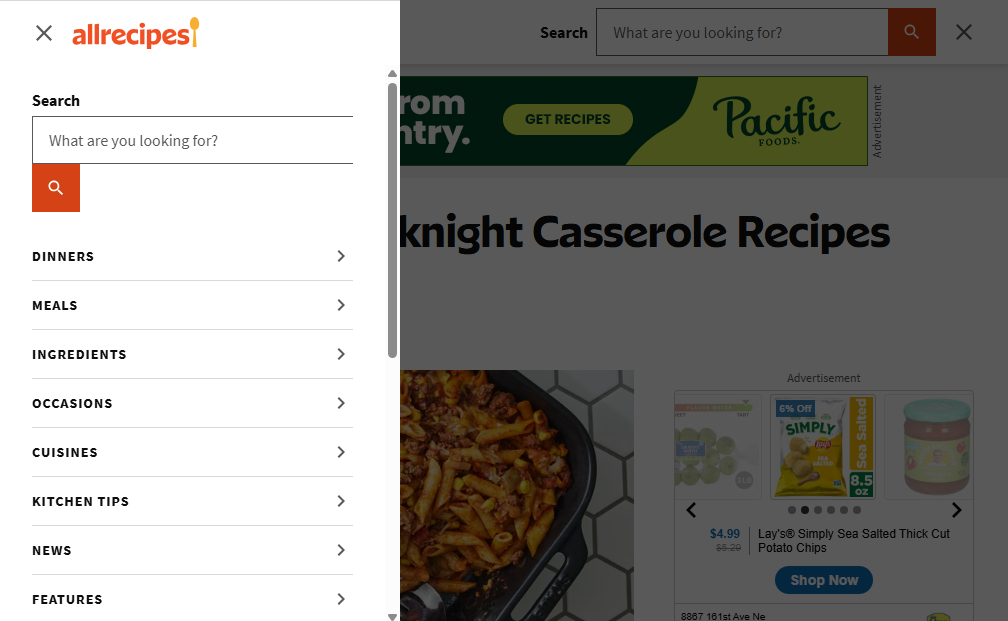 allrecipes
Search
What are you looking for?
DINNERS
MEALS
INGREDIENTS
OCCASIONS
CUISINES
KITCHEN TIPS
NEWS
FEATURES
Search
What are you looking for?
rom
ntry.
GET RECIPES
Pacific
FOODS.
Advertisement
knight Casserole Recipes
Advertisement
6% Off
SIMPLY
Lay's
SEA SALTED
Sea Salted
8.5
oz
$4.99
$5.29
Lay's® Simply Sea Salted Thick Cut
Potato Chips
Shop Now
8867 161st Ave Ne